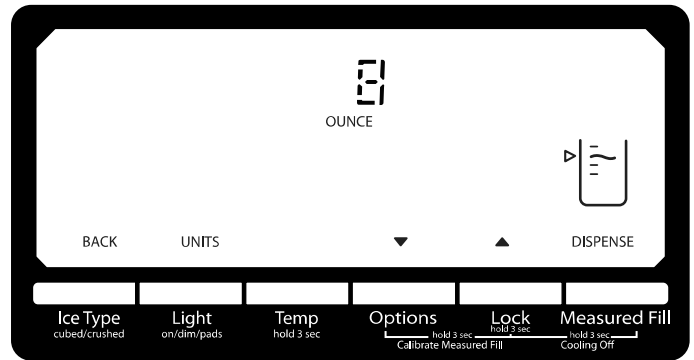 8
OUNCE
BACK UNITS ▼ ▲ DISPENSE
Ice Type Light Temp Options Lock Measured Fill
cubed/crushed on/dim/pads hold 3 sec hold 3 sec hold 3 sec hold 3 sec
Calibrate Measured Fill Cooling Off